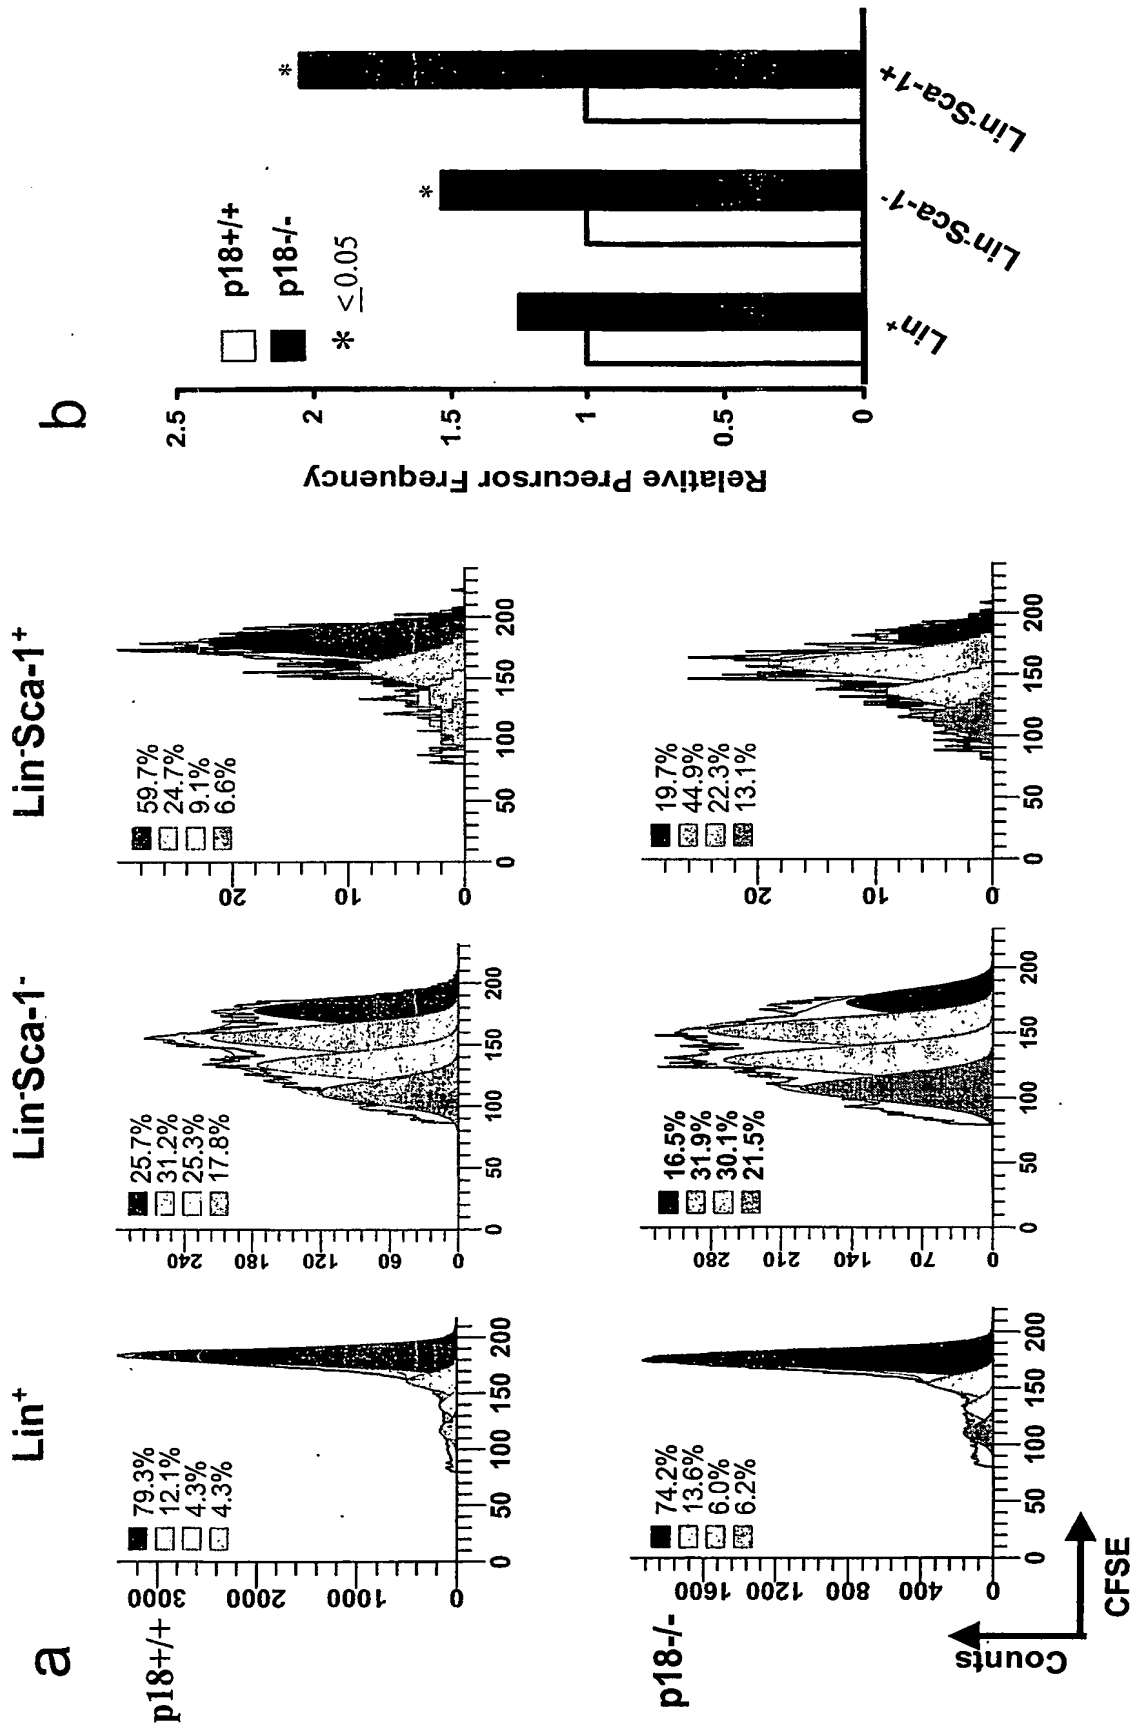 a
Lin+
Lin-Sca-1-
Lin-Sca-1+
p18+/+
3000
2000
1000
0
79.3%
12.1%
4.3%
4.3%
0 50 100 150 200
240
180
120
60
0
25.7%
31.2%
25.3%
17.8%
0 50 100 150 200
20
10
0
59.7%
24.7%
9.1%
6.6%
0 50 100 150 200
p18-/-
1600
1200
800
400
0
74.2%
13.6%
6.0%
6.2%
0 50 100 150 200
280
210
140
70
0
16.5%
31.9%
30.1%
21.5%
0 50 100 150 200
20
10
0
19.7%
44.9%
22.3%
13.1%
0 50 100 150 200
Counts
CFSE
b
Relative Precursor Frequency
2.5
2
1.5
1
0.5
0
p18+/+
p18-/-
* ≤0.05
*
*
Lin+
Lin-Sca-1-
Lin-Sca-1+